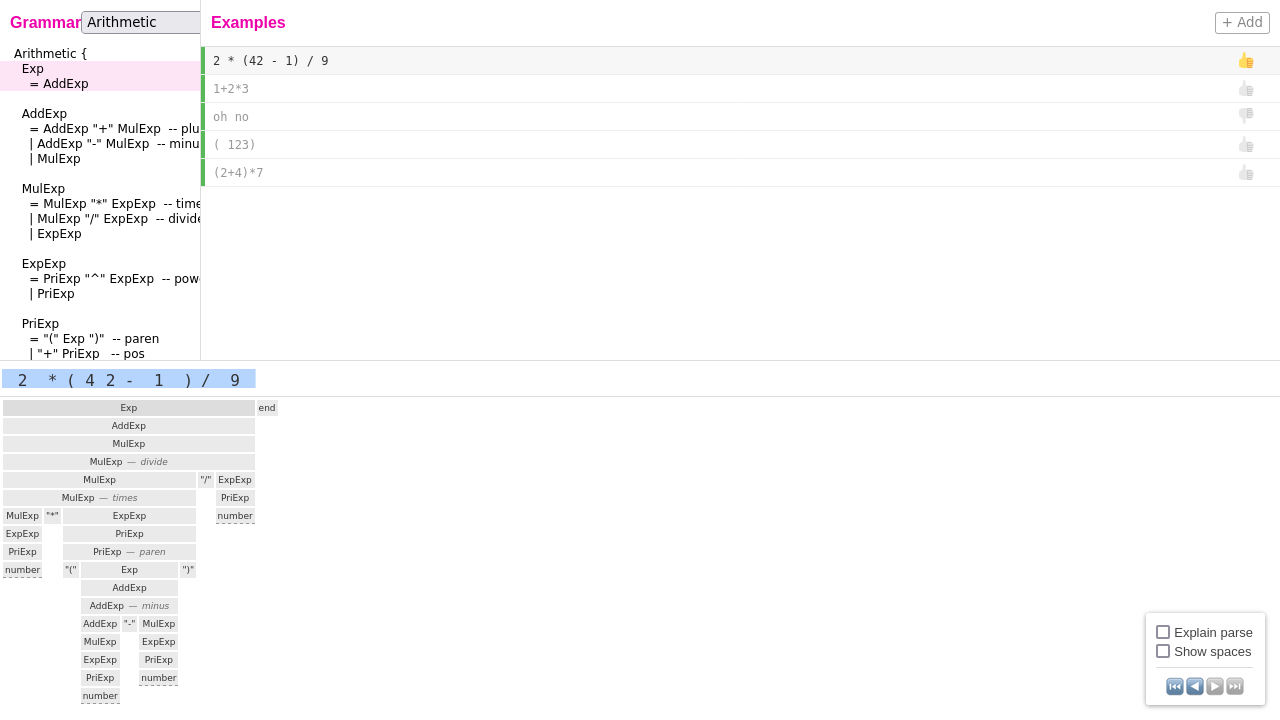 Grammar Arithmetic
Examples
+ Add
Arithmetic {
Exp
= AddExp
AddExp
= AddExp "+" MulExp -- plu
| AddExp "-" MulExp -- minu
| MulExp
MulExp
= MulExp "*" ExpExp -- time
| MulExp "/" ExpExp -- divide
| ExpExp
ExpExp
= PriExp "^" ExpExp -- pow
| PriExp
PriExp
= "(" Exp ")" -- paren
| "+" PriExp -- pos
2 * (42 - 1) / 9
1+2*3
oh no
( 123)
(2+4)*7
2 * ( 4 2 - 1 ) / 9
Exp end
AddExp
MulExp
MulExp — divide
MulExp "/" ExpExp
MulExp — times PriExp
MulExp "*" ExpExp number
ExpExp PriExp
PriExp PriExp — paren
number "(" Exp ")"
AddExp
AddExp — minus
AddExp "-" MulExp
MulExp ExpExp
ExpExp PriExp
PriExp number
number
Explain parse
Show spaces